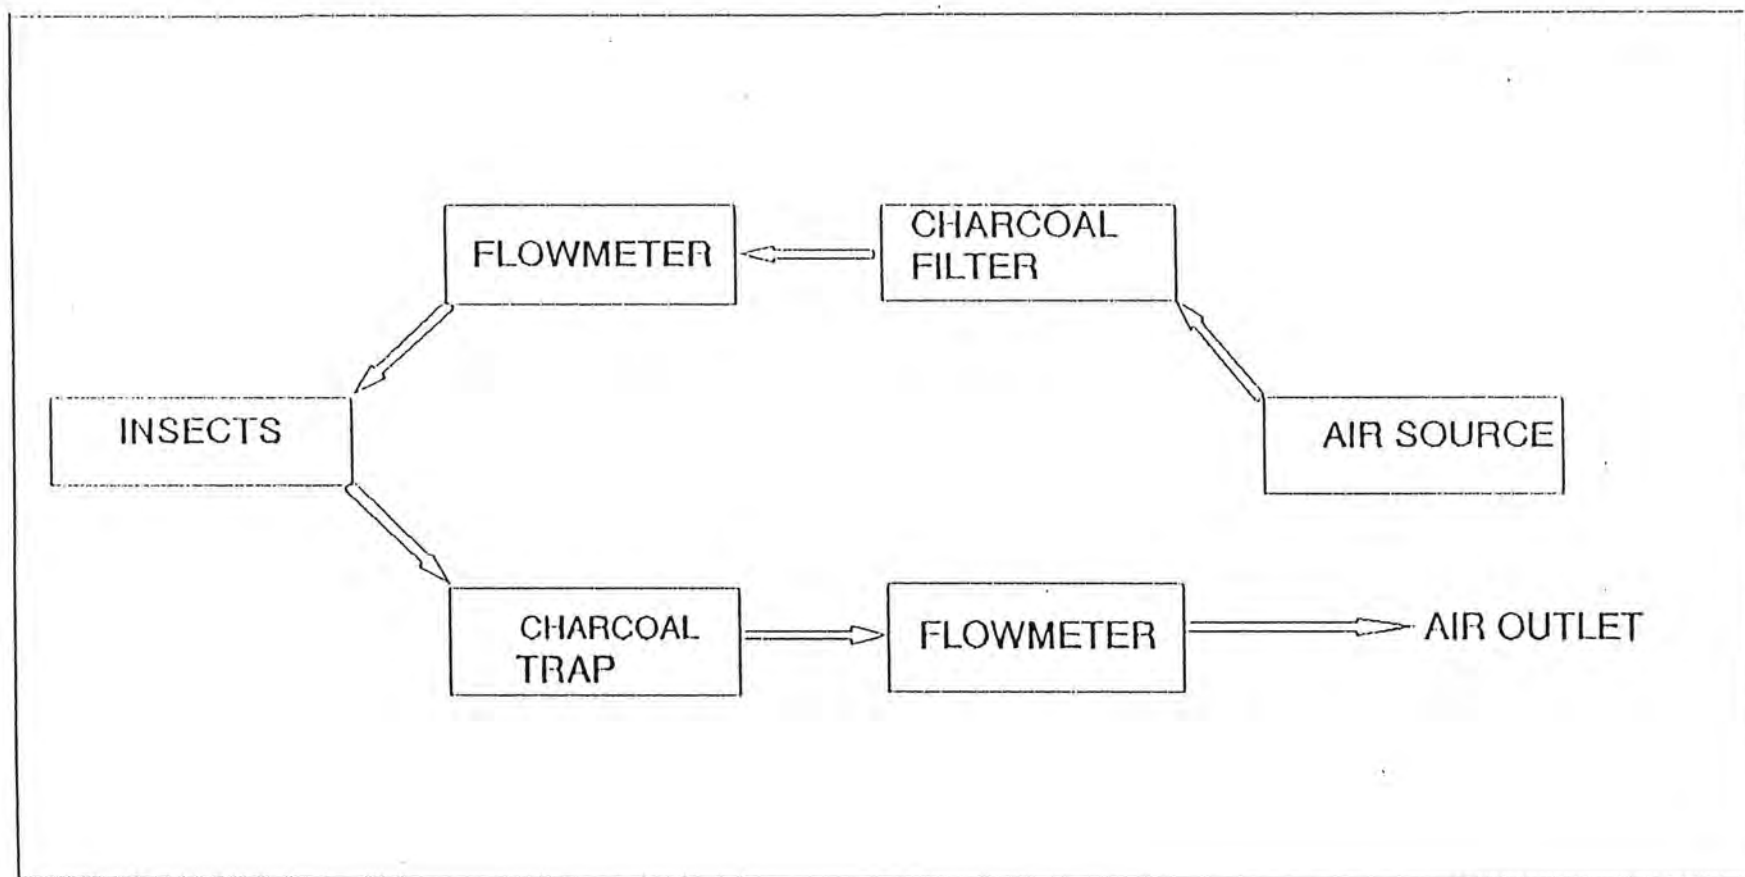 FLOWMETER
CHARCOAL
FILTER
INSECTS
AIR SOURCE
CHARCOAL
TRAP
FLOWMETER
AIR OUTLET